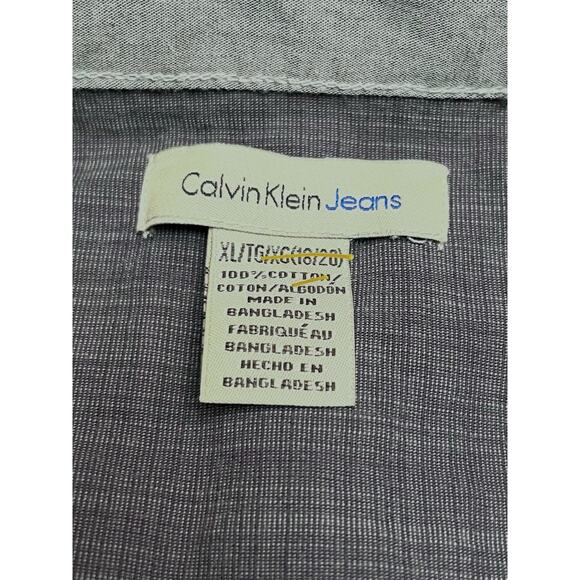 Calvin Klein Jeans
XL/TG/XG(18/20)
100%COTTON/
COTON/ALGODÓN
MADE IN
BANGLADESH
FABRIQUÉ AU
BANGLADESH
HECHO EN
BANGLADESH